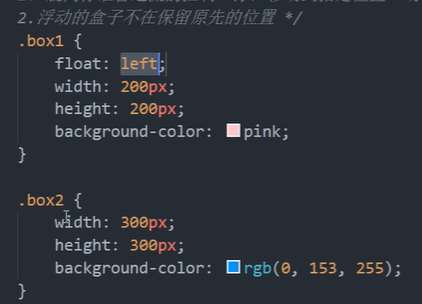 2.浮动的盒子不在保留原先的位置 */
.box1 {
float: left;
width: 200px;
height: 200px;
background-color: pink;
}
.box2 {
width: 300px;
height: 300px;
background-color: rgb(0, 153, 255);
}